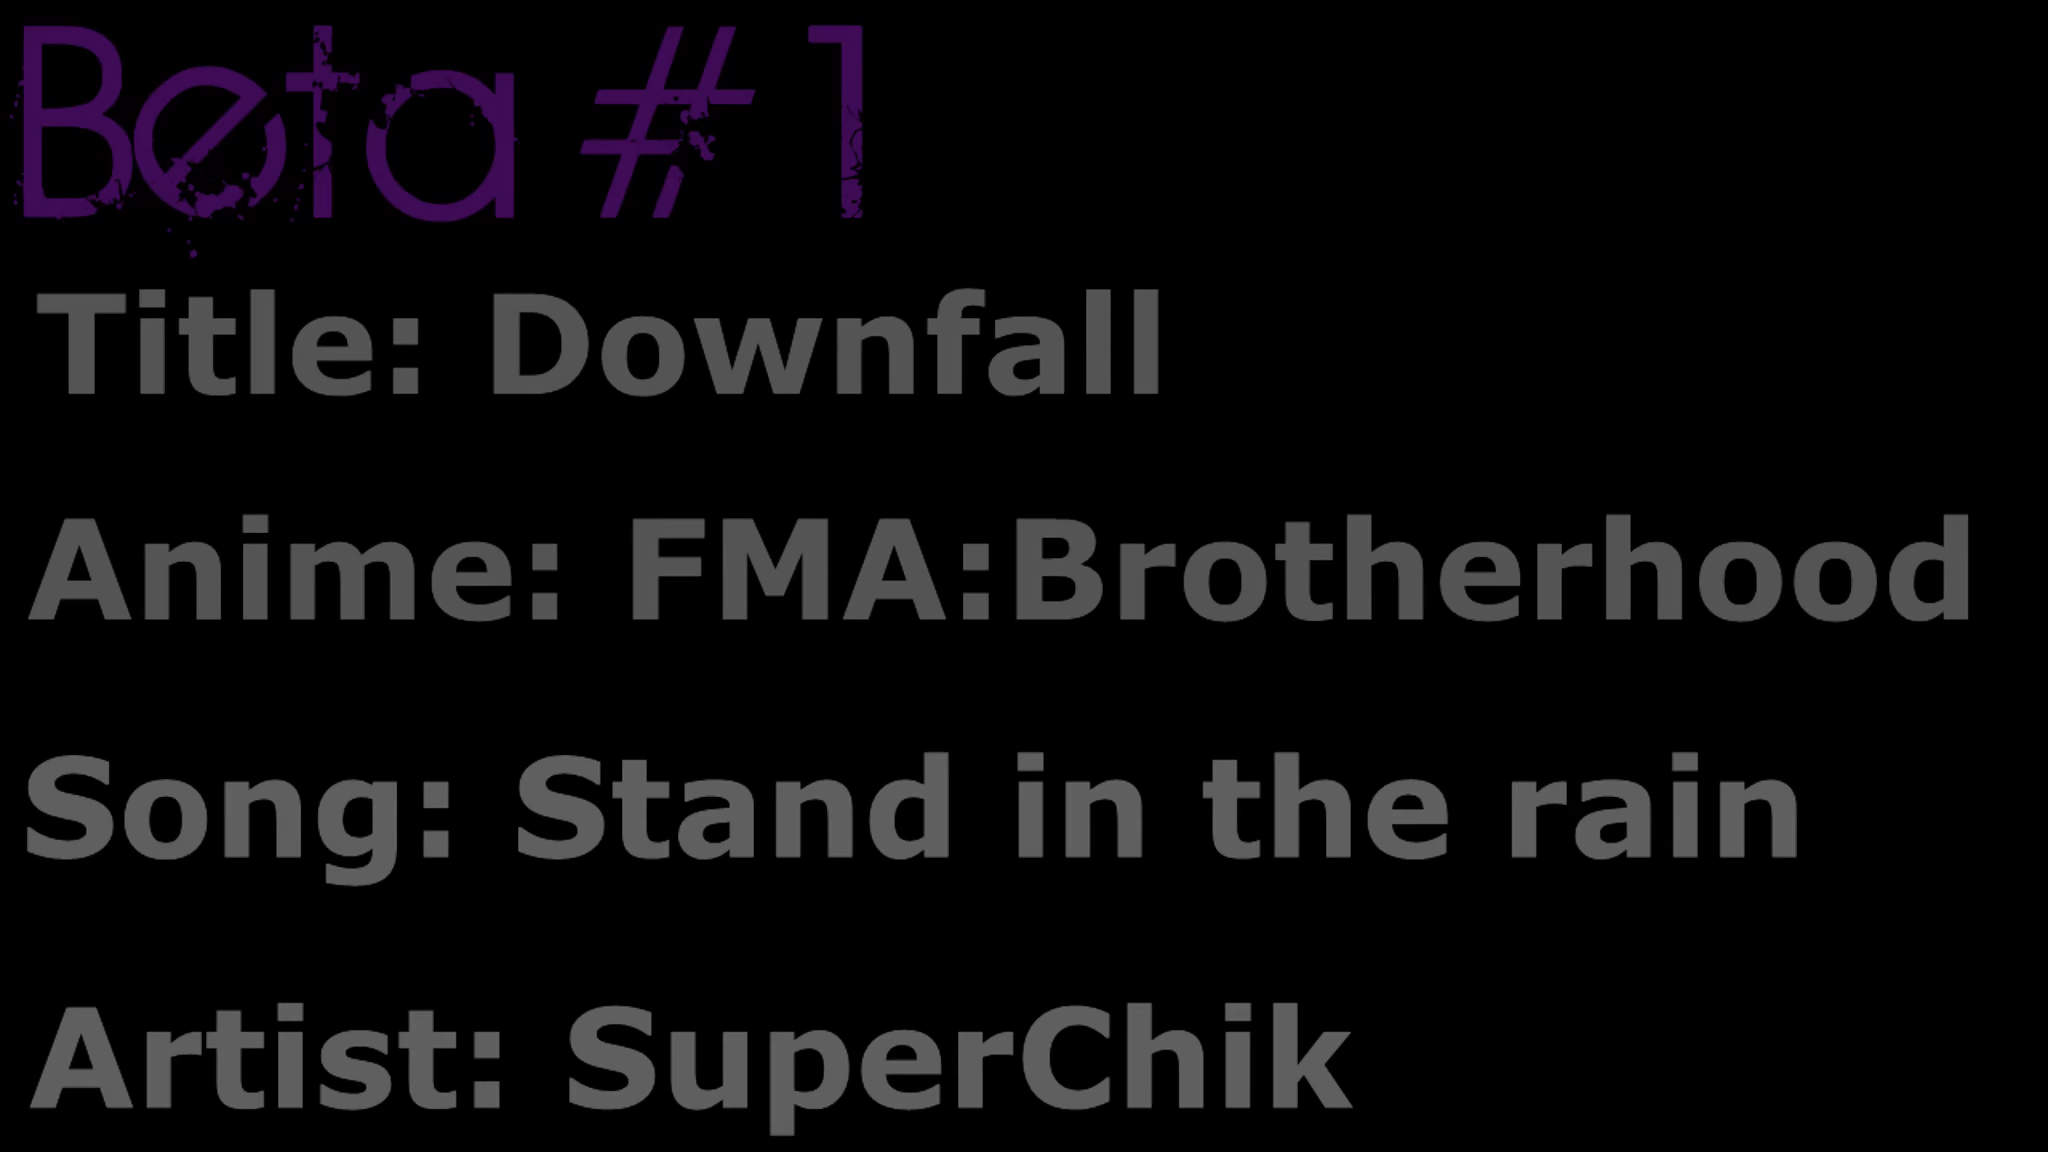 Beta #1
Title: Downfall
Anime: FMA:Brotherhood
Song: Stand in the rain
Artist: SuperChik